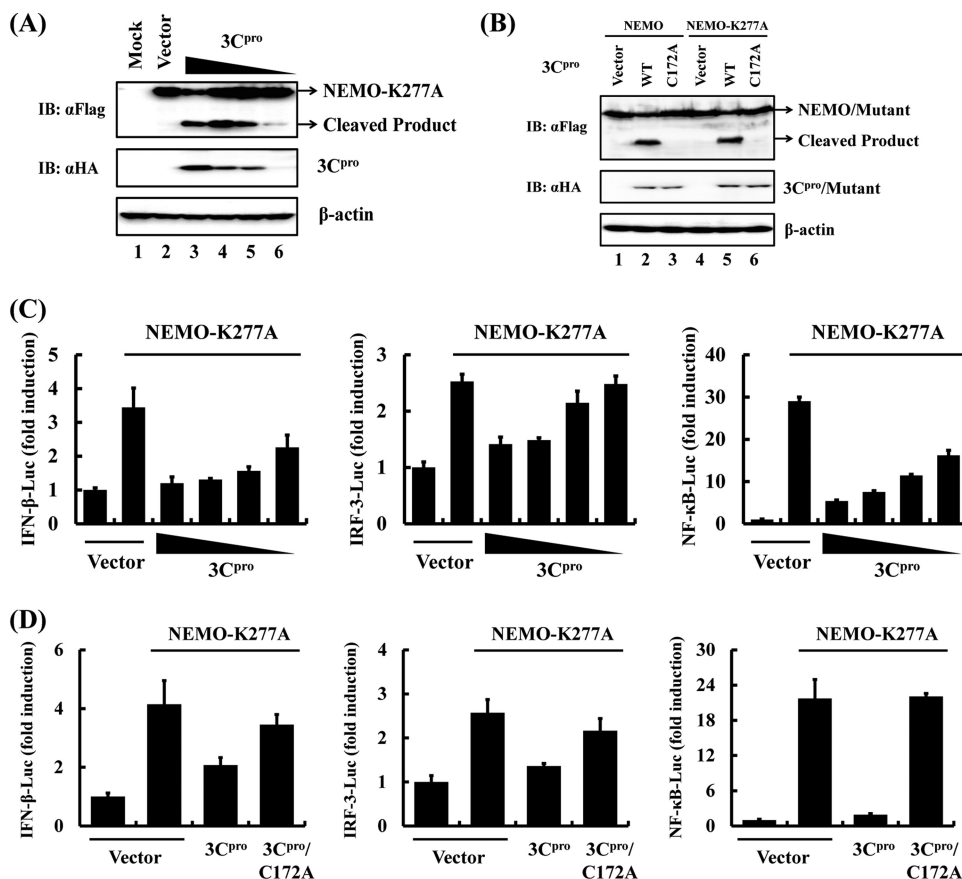 (A)
Mock
Vector
3Cpro
IB: αFlag
NEMO-K277A
Cleaved Product
IB: αHA
3Cpro
β-actin
1 2 3 4 5 6
(B)
NEMO NEMO-K277A
3Cpro
Vector
WT
C172A
Vector
WT
C172A
IB: αFlag
NEMO/Mutant
Cleaved Product
IB: αHA
3Cpro/Mutant
β-actin
1 2 3 4 5 6
(C)
NEMO-K277A
IFN-β-Luc (fold induction)
5
4
3
2
1
0
Vector
3Cpro
NEMO-K277A
IRF-3-Luc (fold induction)
3
2
1
0
Vector
3Cpro
NEMO-K277A
NF-κB-Luc (fold induction)
40
30
20
10
0
Vector
3Cpro
(D)
NEMO-K277A
IFN-β-Luc (fold induction)
6
4
2
0
Vector
3Cpro
3Cpro/
C172A
NEMO-K277A
IRF-3-Luc (fold induction)
4
3
2
1
0
Vector
3Cpro
3Cpro/
C172A
NEMO-K277A
NF-κB-Luc (fold induction)
30
24
18
12
6
0
Vector
3Cpro
3Cpro/
C172A